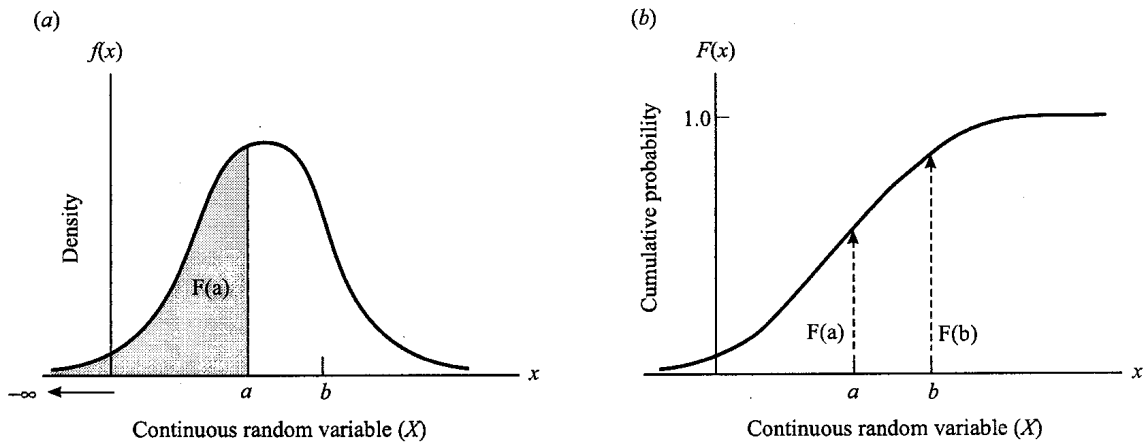 (a)
f(x)
Density
F(a)
–∞
a
b
x
Continuous random variable (X)
(b)
F(x)
Cumulative probability
1.0
F(a)
F(b)
a
b
x
Continuous random variable (X)